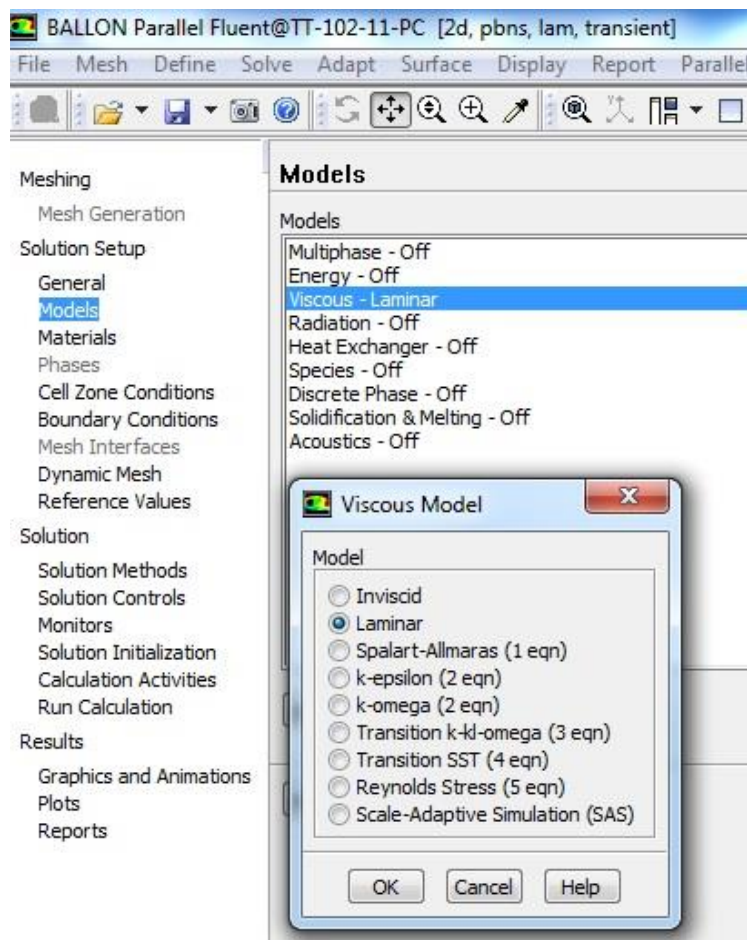 BALLON Parallel Fluent@TT-102-11-PC [2d, pbns, lam, transient]
File Mesh Define Solve Adapt Surface Display Report Parallel
Meshing
Mesh Generation
Solution Setup
General
Models
Materials
Phases
Cell Zone Conditions
Boundary Conditions
Mesh Interfaces
Dynamic Mesh
Reference Values
Solution
Solution Methods
Solution Controls
Monitors
Solution Initialization
Calculation Activities
Run Calculation
Results
Graphics and Animations
Plots
Reports
Models
Models
Multiphase - Off
Energy - Off
Viscous - Laminar
Radiation - Off
Heat Exchanger - Off
Species - Off
Discrete Phase - Off
Solidification & Melting - Off
Acoustics - Off
Viscous Model
Model
Inviscid
Laminar
Spalart-Allmaras (1 eqn)
k-epsilon (2 eqn)
k-omega (2 eqn)
Transition k-kl-omega (3 eqn)
Transition SST (4 eqn)
Reynolds Stress (5 eqn)
Scale-Adaptive Simulation (SAS)
OK Cancel Help